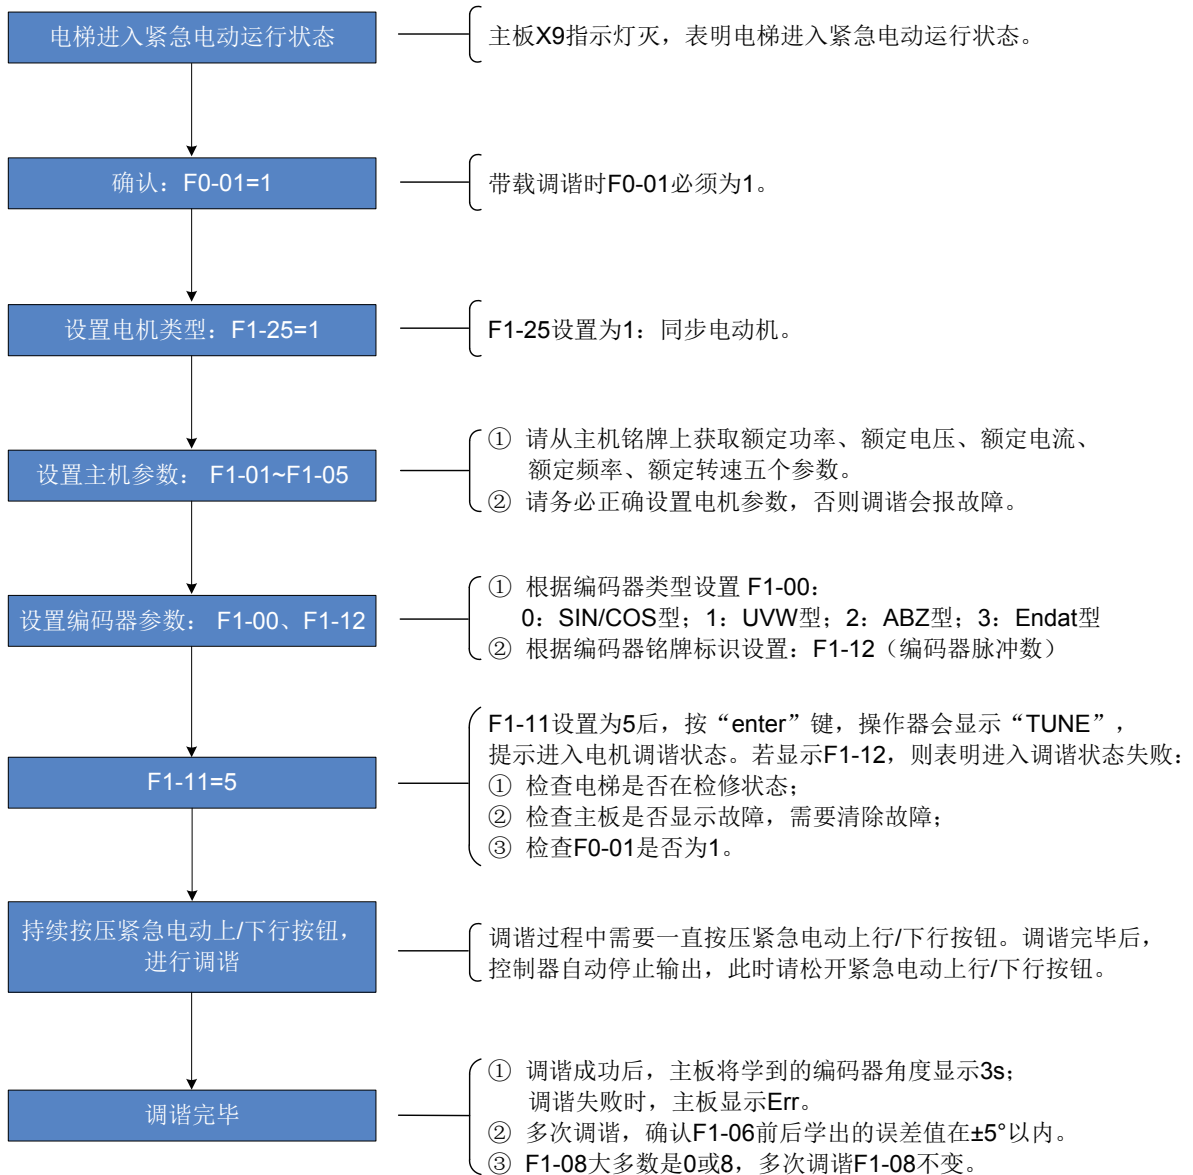 电梯进入紧急电动运行状态
主板X9指示灯灭，表明电梯进入紧急电动运行状态。
确认：F0-01=1
带载调谐时F0-01必须为1。
设置电机类型：F1-25=1
F1-25设置为1：同步电动机。
设置主机参数： F1-01~F1-05
① 请从主机铭牌上获取额定功率、额定电压、额定电流、
额定频率、额定转速五个参数。
② 请务必正确设置电机参数，否则调谐会报故障。
设置编码器参数： F1-00、F1-12
① 根据编码器类型设置 F1-00：
0：SIN/COS型；1：UVW型；2：ABZ型；3：Endat型
② 根据编码器铭牌标识设置：F1-12（编码器脉冲数）
F1-11=5
F1-11设置为5后，按“enter”键，操作器会显示“TUNE”，
提示进入电机调谐状态。若显示F1-12，则表明进入调谐状态失败：
① 检查电梯是否在检修状态；
② 检查主板是否显示故障，需要清除故障；
③ 检查F0-01是否为1。
持续按压紧急电动上/下行按钮，
进行调谐
调谐过程中需要一直按压紧急电动上行/下行按钮。调谐完毕后，
控制器自动停止输出，此时请松开紧急电动上行/下行按钮。
调谐完毕
① 调谐成功后，主板将学到的编码器角度显示3s；
调谐失败时，主板显示Err。
② 多次调谐，确认F1-06前后学出的误差值在±5°以内。
③ F1-08大多数是0或8，多次调谐F1-08不变。